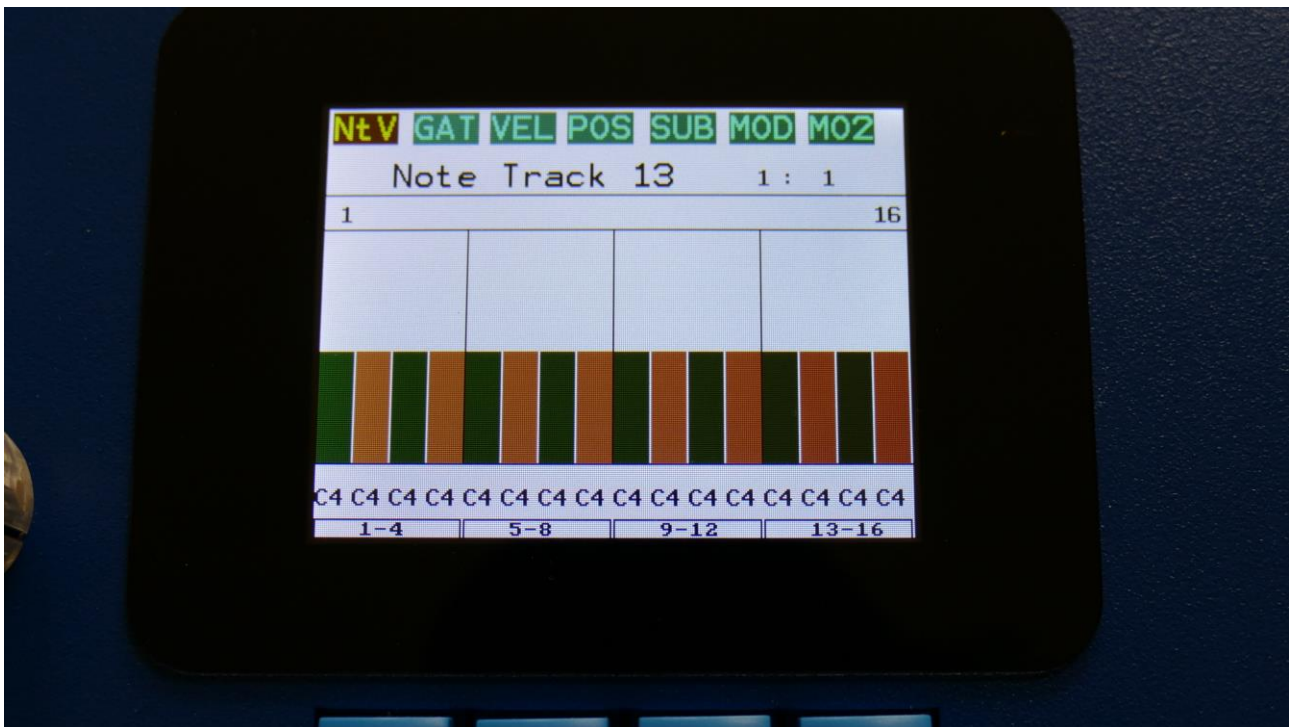 NtV GAT VEL POS SUB MOD MO2
Note Track 13 1: 1
1 16
C4 C4 C4 C4 C4 C4 C4 C4 C4 C4 C4 C4 C4 C4 C4 C4
1-4 5-8 9-12 13-16